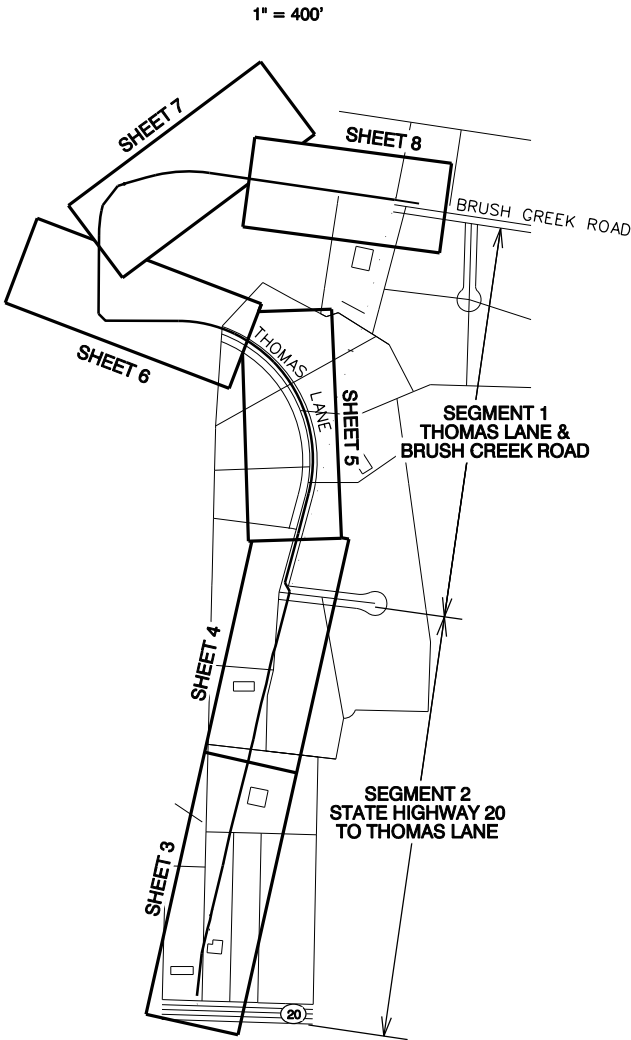 1" = 400'
SHEET 7
SHEET 8
BRUSH CREEK ROAD
SHEET 6
THOMAS LANE
SHEET 5
SEGMENT 1
THOMAS LANE &
BRUSH CREEK ROAD
SHEET 4
SEGMENT 2
STATE HIGHWAY 20
TO THOMAS LANE
SHEET 3
20